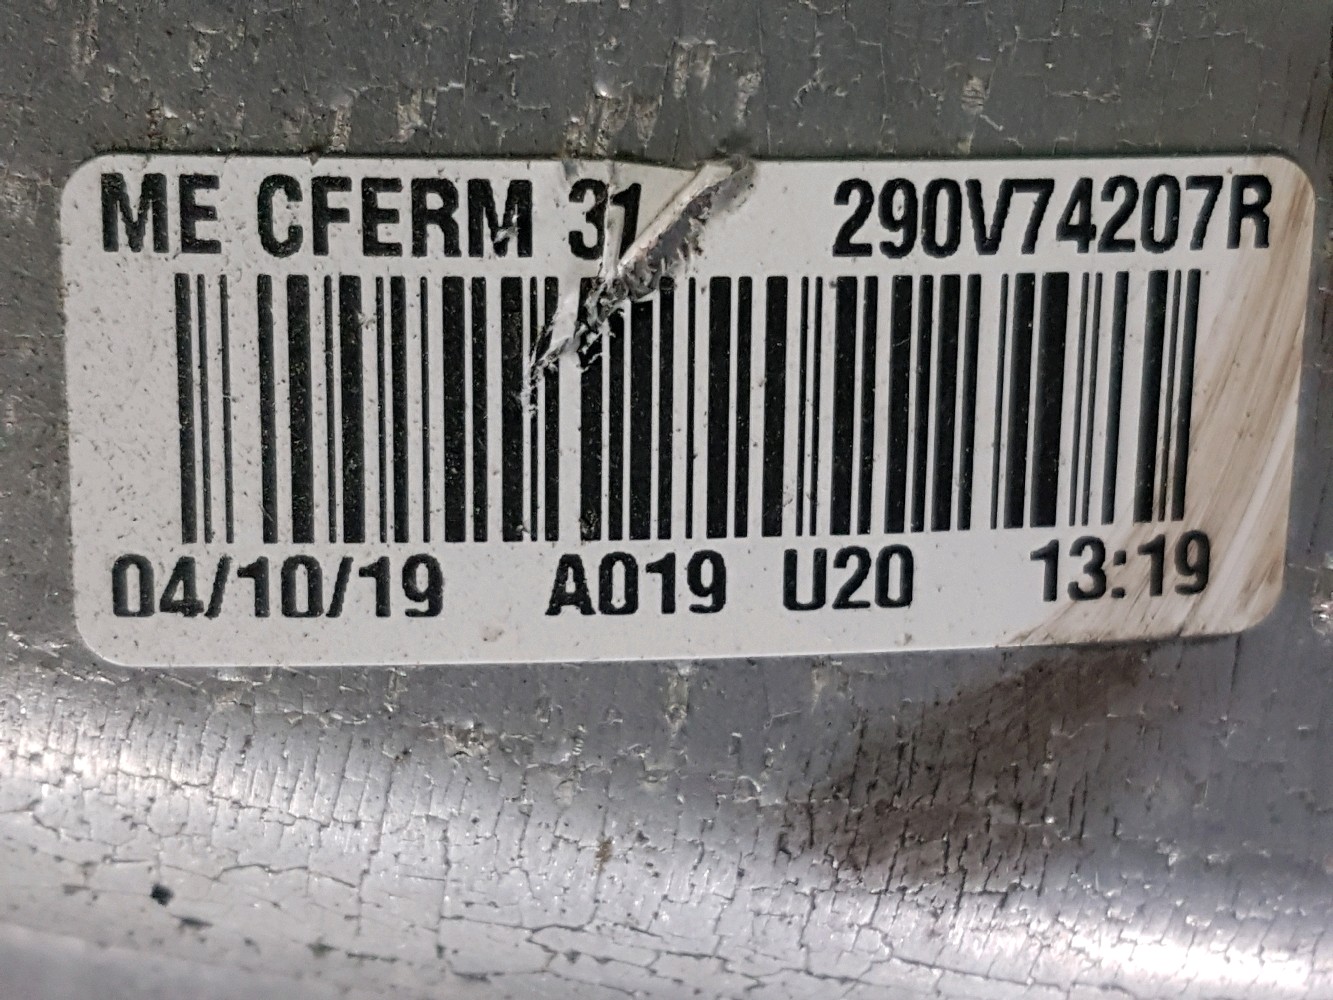 ME CFERM 31 290V74207R
04/10/19 A019 U20 13:19